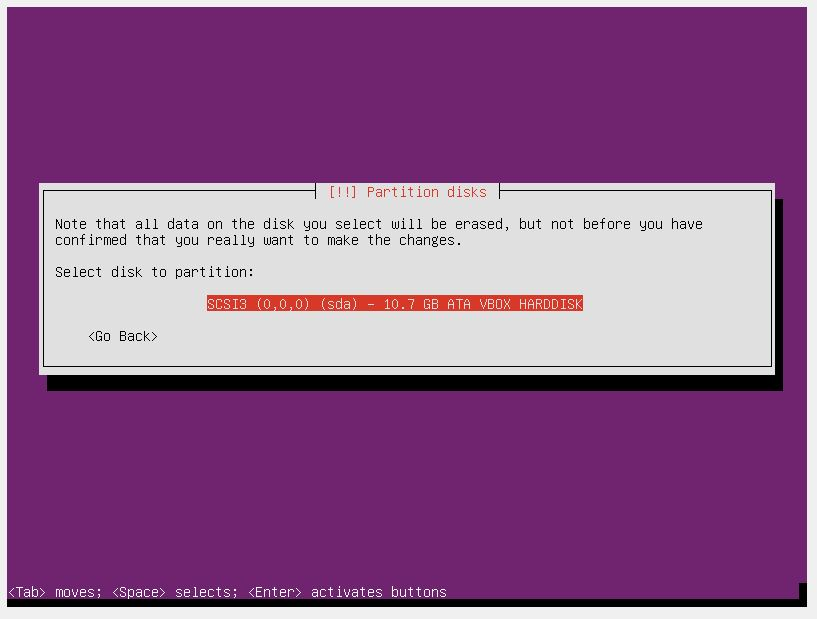 [!!] Partition disks
Note that all data on the disk you select will be erased, but not before you have
confirmed that you really want to make the changes.
Select disk to partition:
SCSI3 (0,0,0) (sda) - 10.7 GB ATA VBOX HARDDISK
<Go Back>
<Tab> moves; <Space> selects; <Enter> activates buttons